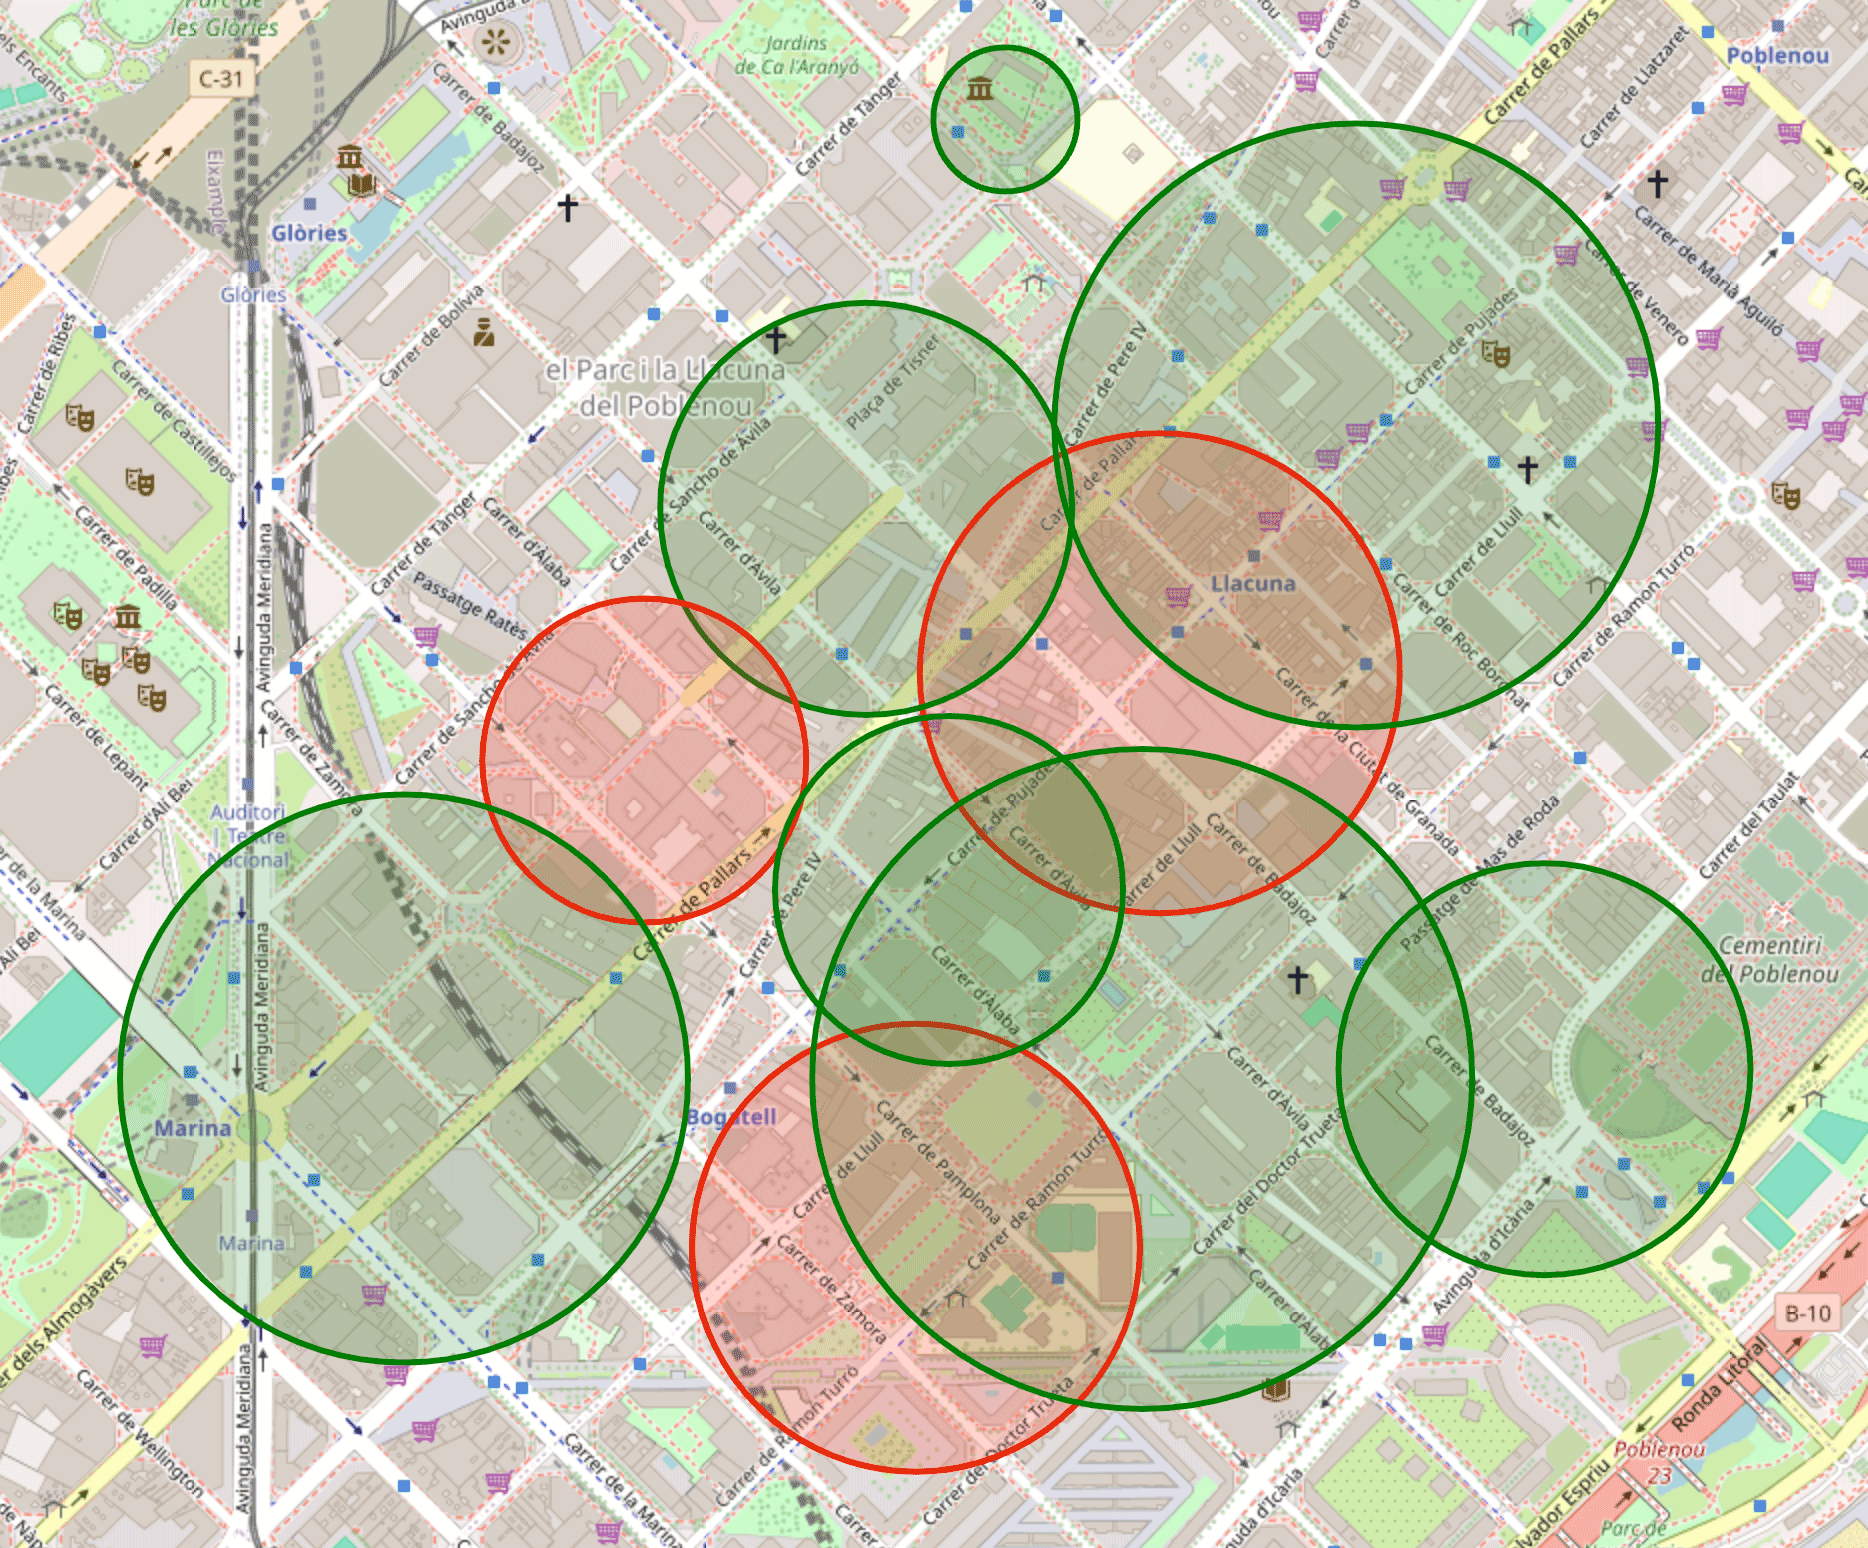 Parc de
les Glòries
Avinguda
C-31
els Encants
Carrer de Badajoz
Jardins
de Ca l'Aranyó
Carrer de Tànger
Carrer de Pallars
Carrer de Llatzaret
Poblenou
Eixample
Glòries
Glòries
Carrer de Ribes
Carrer de Castillejos
Carrer de Bolívia
el Parc i la Llacuna
del Poblenou
Plaça de Tísner
Carrer de Sancho de Àvila
Carrer de Pere IV
Carrer de Pujades
Carrer de Venero
Carrer de Marià Aguiló
Carrer de Pallars
Carrer de Tànger
Carrer d'Alaba
Carrer d'Àvila
Passatge Ratés
Carrer de Padilla
Avinguda Meridiana
Llacuna
Carrer de Llull
Carrer de Roc Boronat
Carrer de Ramon Turró
Carrer de Lepant
Carrer de Zamora
Carrer d'Alí Bei
Auditori
i Teatre
Nacional
Carrer de la Marina
Alí Bei
Avinguda Meridiana
Carrer de Pallars
Carrer de Pere IV
Carrer de Pujades
Carrer d'Àvila
Carrer de Llull
Carrer de Badajoz
Carrer de la Ciutat de Granada
Passatge de Mas de Roda
Carrer del Taulat
Cementiri
del Poblenou
Carrer d'Alaba
Marina
Marina
Bogatell
Carrer de Llull
Carrer de Pamplona
Carrer de Ramon Turró
Carrer de Zamora
Carrer d'Àvila
Carrer del Doctor Trueta
Carrer de Badajoz
Carrer d'Alaba
Avinguda d'Icària
Carrer dels Almogàvers
Avinguda Meridiana
Carrer de Wellington
Carrer de la Marina
Carrer de Ramon Turró
Carrer del Doctor Trueta
Carrer
B-10
Ronda Litoral
Poblenou
23
Salvador Espriu
Parc de